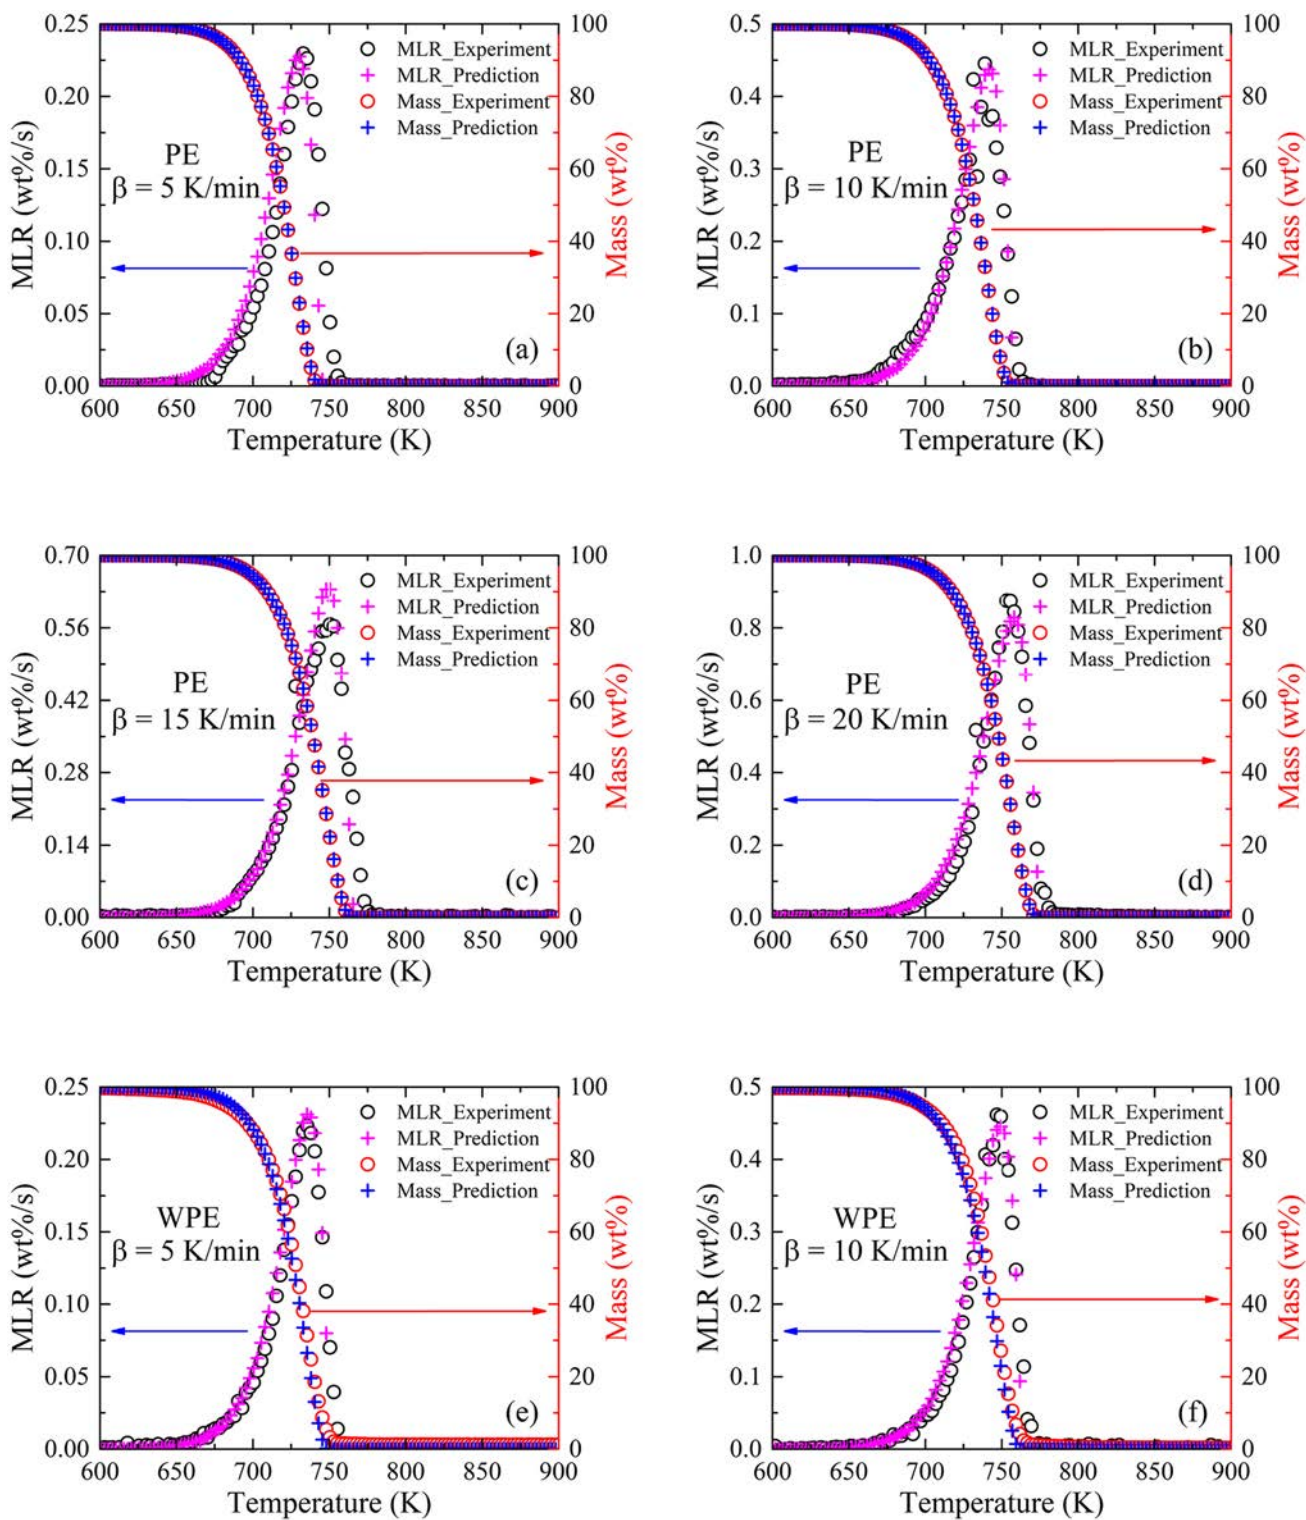 0.25
0.20
0.15
0.10
0.05
0.00
MLR (wt%/s)
PE
β = 5 K/min
MLR_Experiment
MLR_Prediction
Mass_Experiment
Mass_Prediction
(a)
100
80
60
40
20
0
Mass (wt%)
600 650 700 750 800 850 900
Temperature (K)
0.5
0.4
0.3
0.2
0.1
0.0
MLR (wt%/s)
PE
β = 10 K/min
MLR_Experiment
MLR_Prediction
Mass_Experiment
Mass_Prediction
(b)
100
80
60
40
20
0
Mass (wt%)
600 650 700 750 800 850 900
Temperature (K)
0.70
0.56
0.42
0.28
0.14
0.00
MLR (wt%/s)
PE
β = 15 K/min
MLR_Experiment
MLR_Prediction
Mass_Experiment
Mass_Prediction
(c)
100
80
60
40
20
0
Mass (wt%)
600 650 700 750 800 850 900
Temperature (K)
1.0
0.8
0.6
0.4
0.2
0.0
MLR (wt%/s)
PE
β = 20 K/min
MLR_Experiment
MLR_Prediction
Mass_Experiment
Mass_Prediction
(d)
100
80
60
40
20
0
Mass (wt%)
600 650 700 750 800 850 900
Temperature (K)
0.25
0.20
0.15
0.10
0.05
0.00
MLR (wt%/s)
WPE
β = 5 K/min
MLR_Experiment
MLR_Prediction
Mass_Experiment
Mass_Prediction
(e)
100
80
60
40
20
0
Mass (wt%)
600 650 700 750 800 850 900
Temperature (K)
0.5
0.4
0.3
0.2
0.1
0.0
MLR (wt%/s)
WPE
β = 10 K/min
MLR_Experiment
MLR_Prediction
Mass_Experiment
Mass_Prediction
(f)
100
80
60
40
20
0
Mass (wt%)
600 650 700 750 800 850 900
Temperature (K)